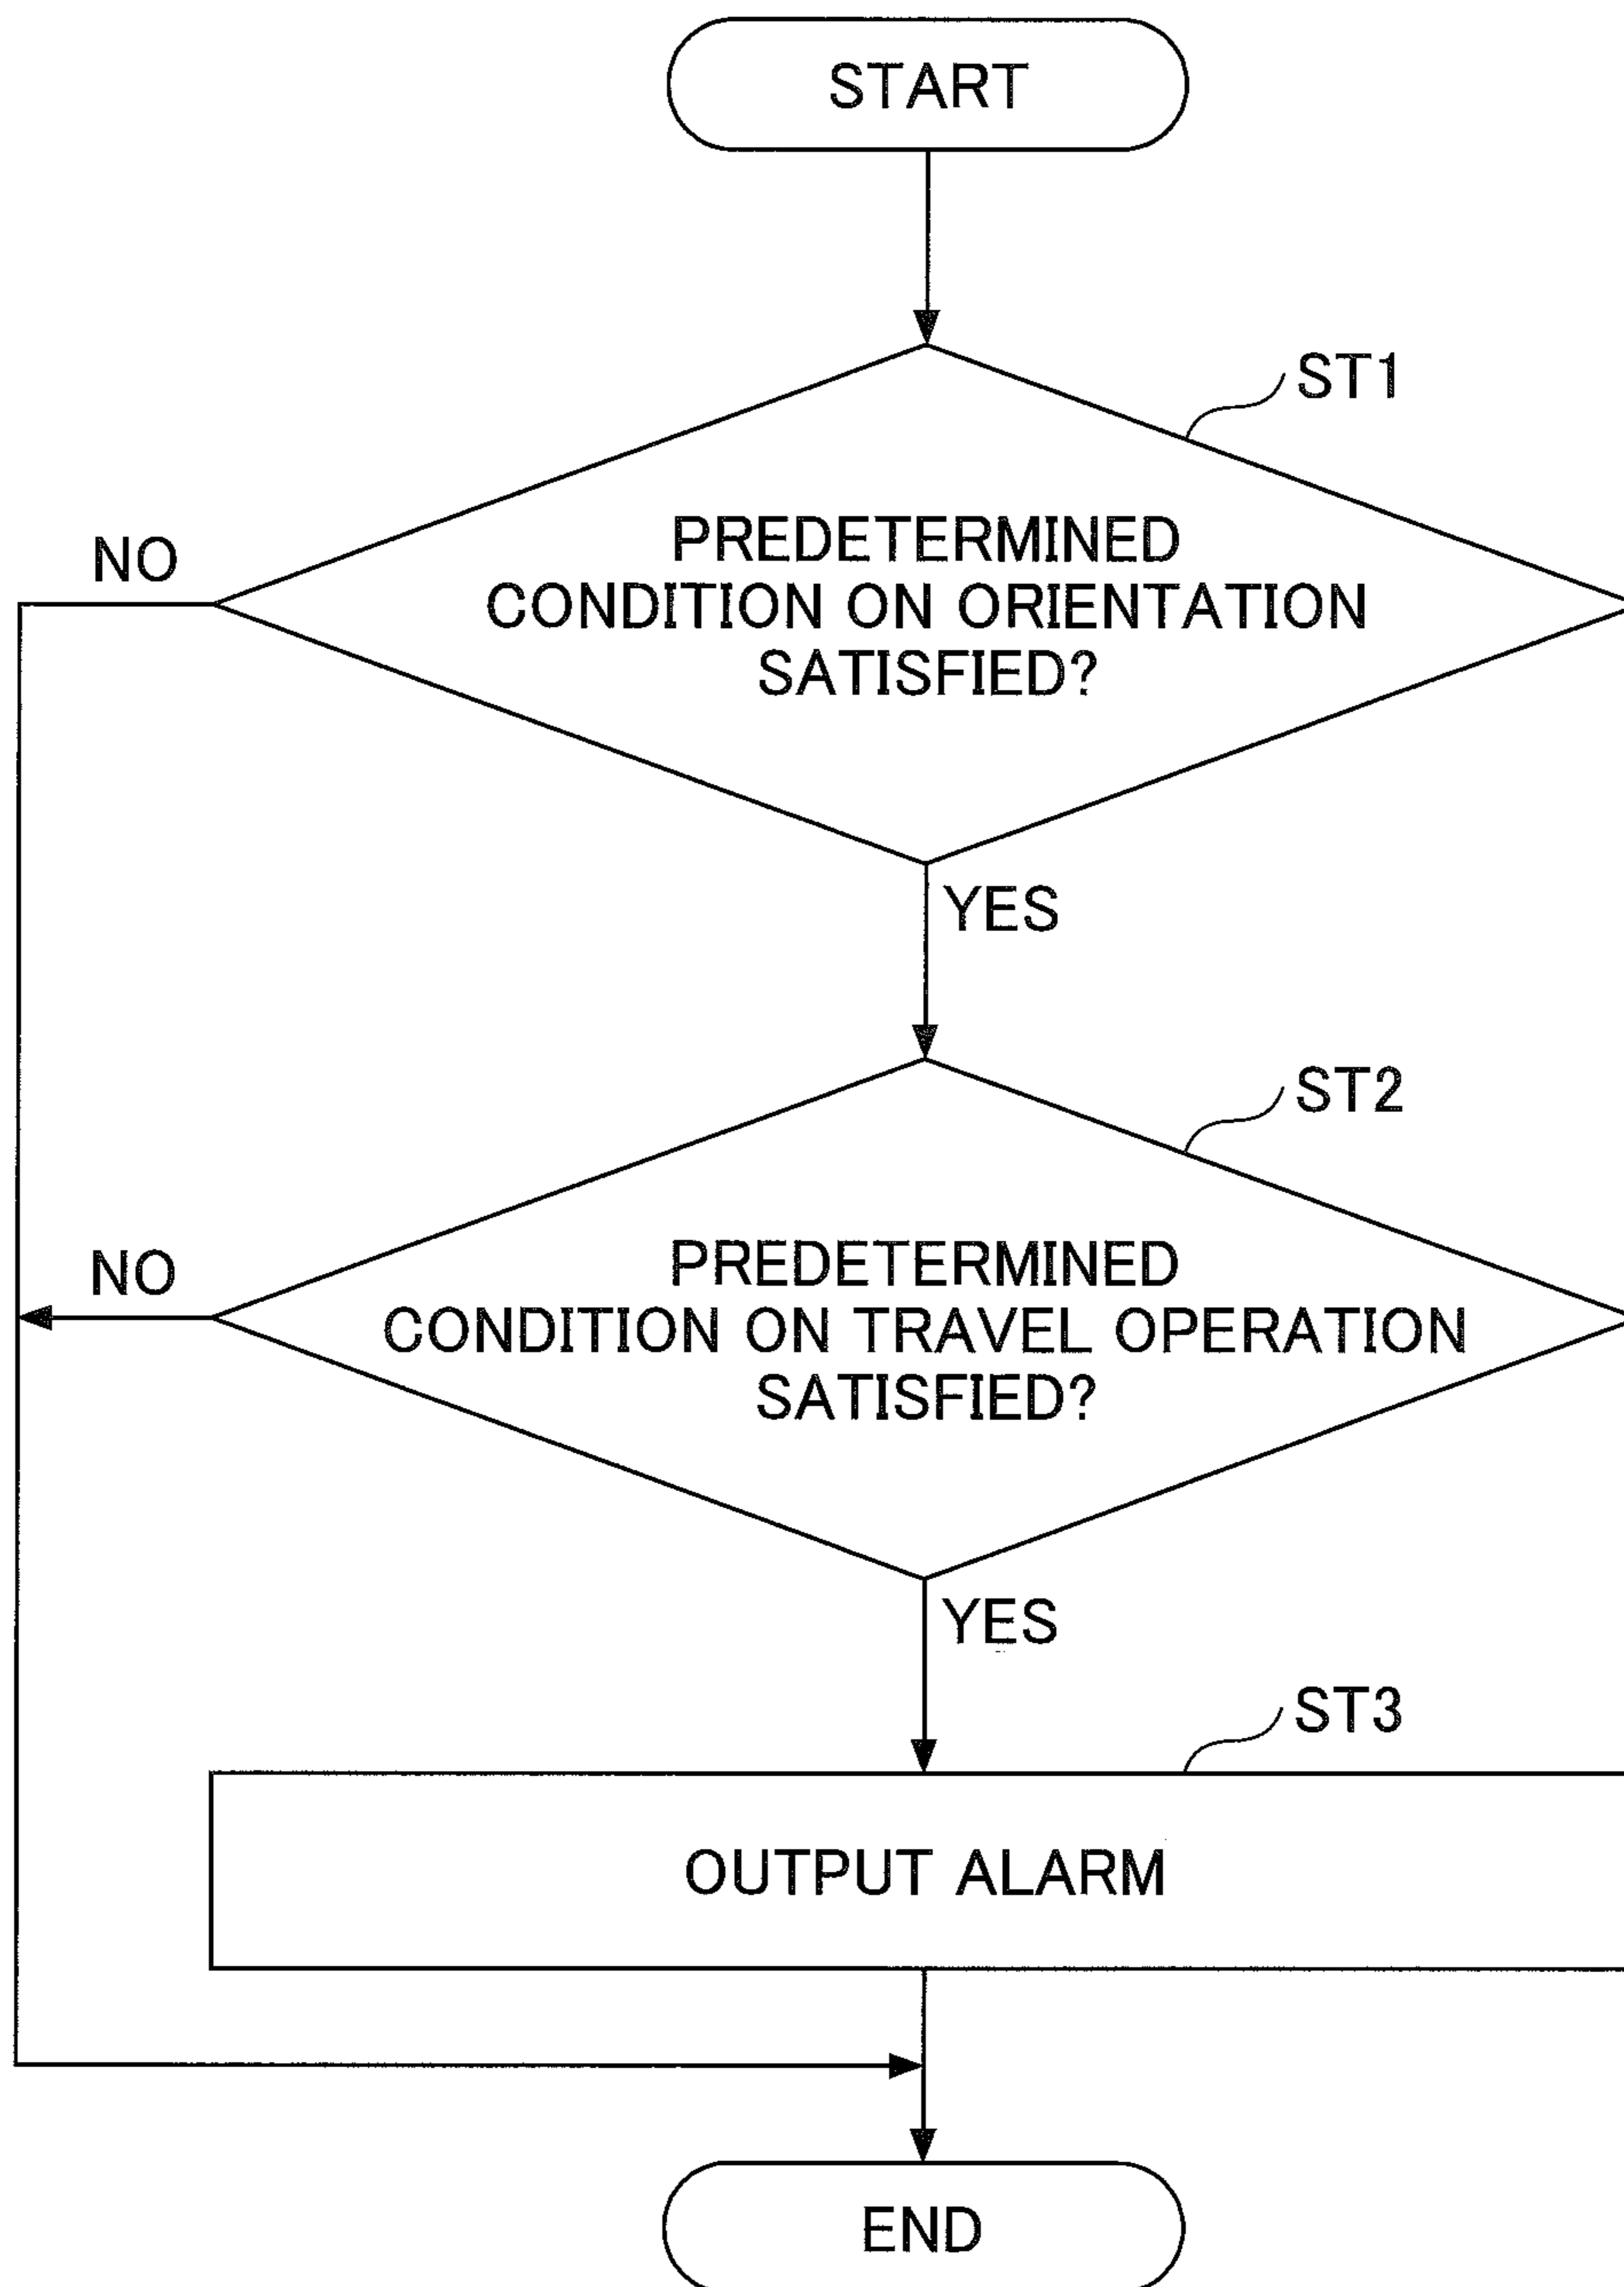 START
ST1
NO
PREDETERMINED
CONDITION ON ORIENTATION
SATISFIED?
YES
ST2
NO
PREDETERMINED
CONDITION ON TRAVEL OPERATION
SATISFIED?
YES
ST3
OUTPUT ALARM
END